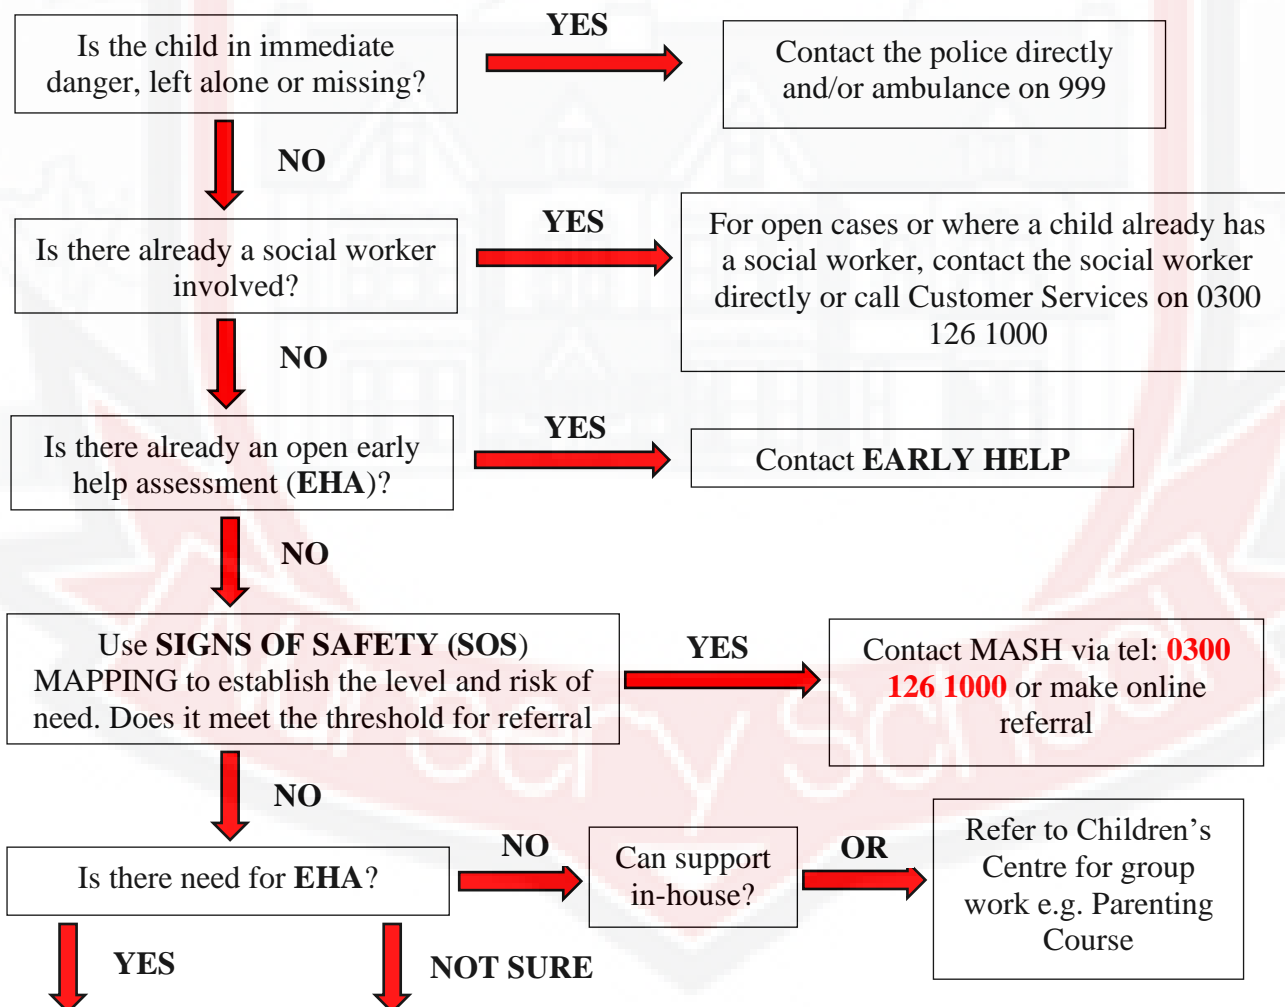 YES
Is the child in immediate
danger, left alone or missing?
Contact the police directly
and/or ambulance on 999
NO
YES
Is there already a social worker
involved?
For open cases or where a child already has
a social worker, contact the social worker
directly or call Customer Services on 0300
126 1000
NO
YES
Is there already an open early
help assessment (EHA)?
Contact EARLY HELP
NO
Use SIGNS OF SAFETY (SOS)
MAPPING to establish the level and risk of
need. Does it meet the threshold for referral
YES
Contact MASH via tel: 0300
126 1000 or make online
referral
NO
Is there need for EHA?
NO
Can support
in-house?
OR
Refer to Children’s
Centre for group
work e.g. Parenting
Course
YES
NOT SURE
Nursery School